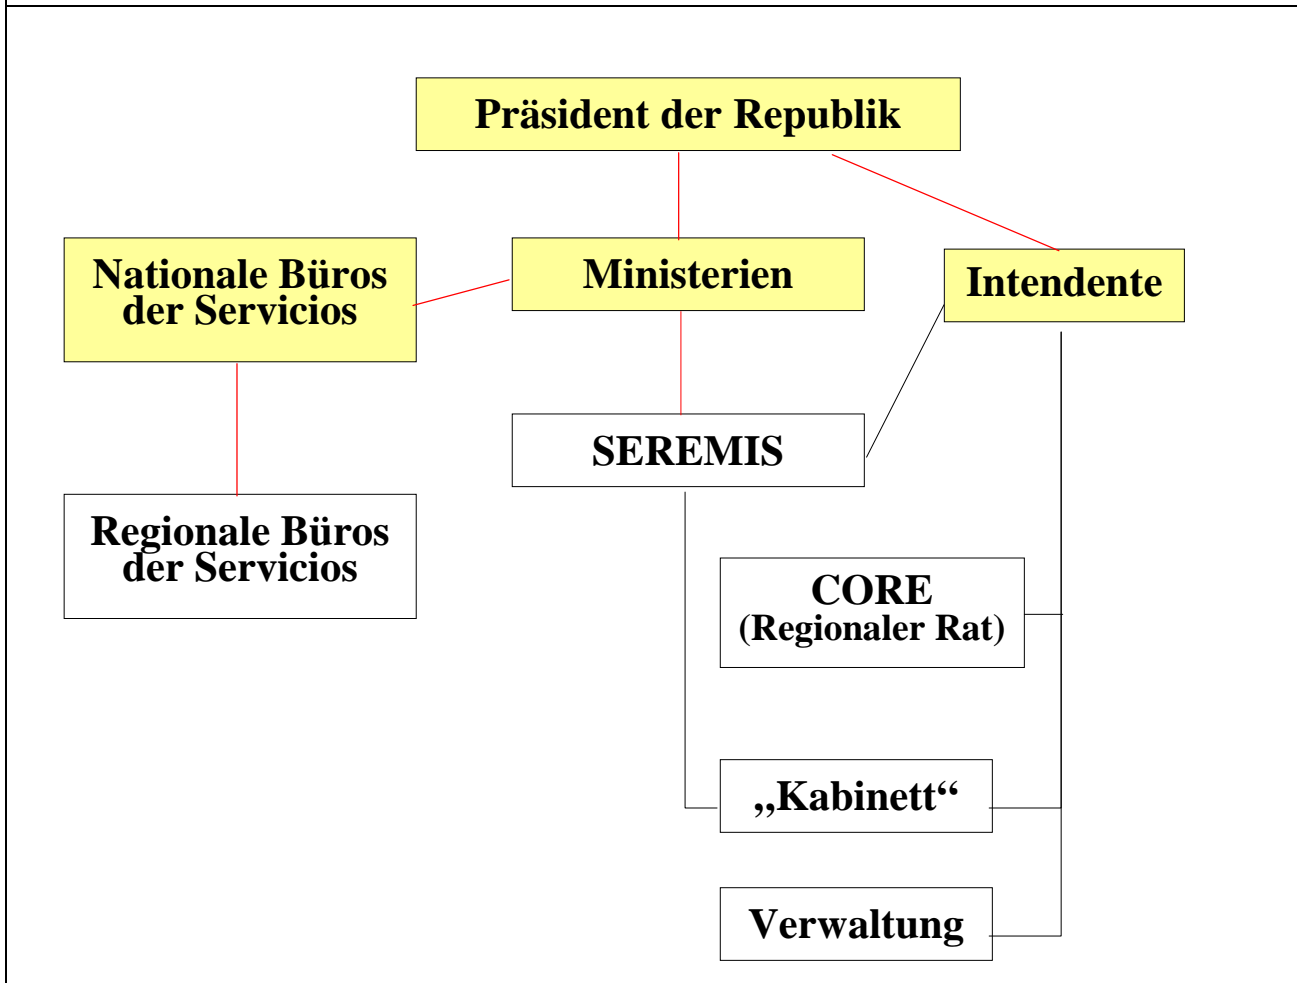 Präsident der Republik
Nationale Büros
der Servicios
Ministerien
Intendente
SEREMIS
Regionale Büros
der Servicios
CORE
(Regionaler Rat)
„Kabinett“
Verwaltung